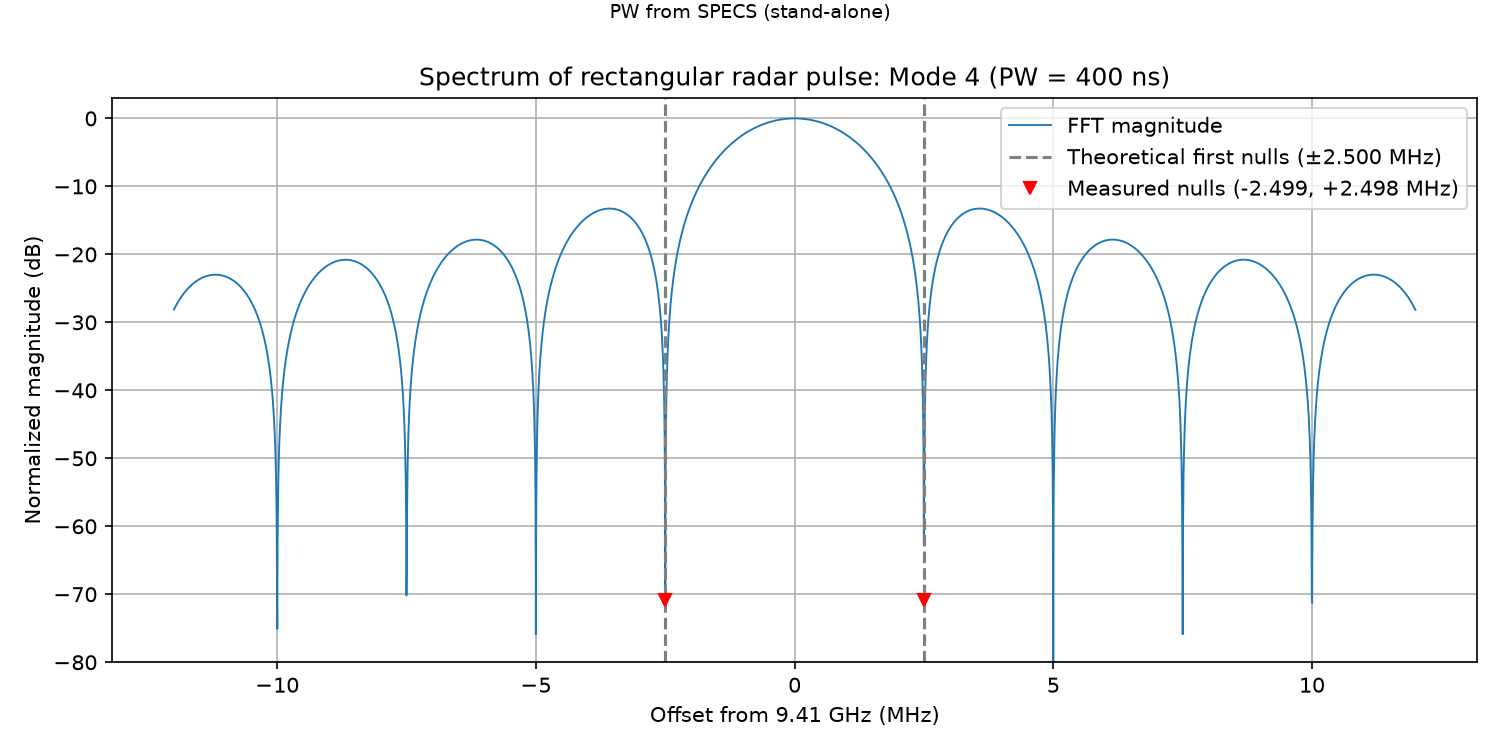 PW from SPECS (stand-alone)
Spectrum of rectangular radar pulse: Mode 4 (PW = 400 ns)
FFT magnitude
Theoretical first nulls (±2.500 MHz)
Measured nulls (-2.499, +2.498 MHz)
Normalized magnitude (dB)
0
−10
−20
−30
−40
−50
−60
−70
−80
−10
−5
0
5
10
Offset from 9.41 GHz (MHz)